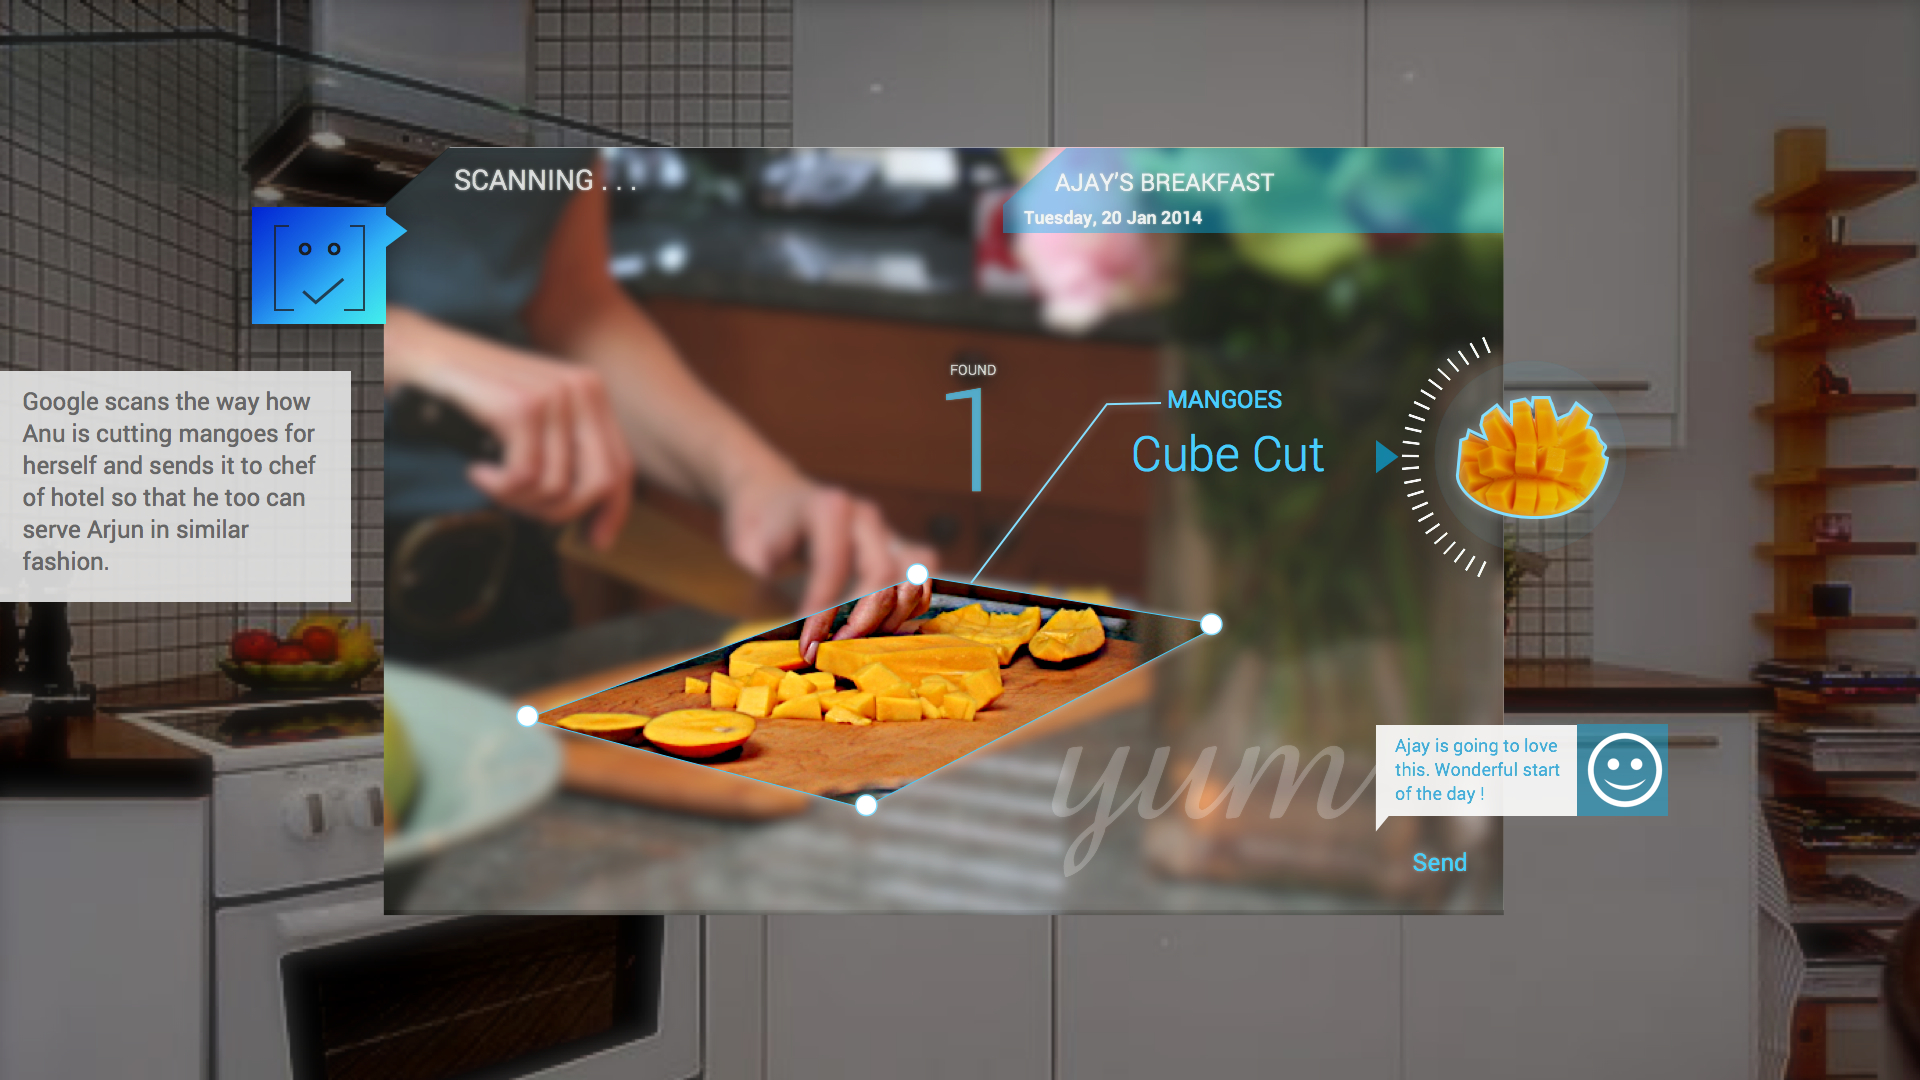 SCANNING . . .
AJAY'S BREAKFAST
Tuesday, 20 Jan 2014
Google scans the way how
Anu is cutting mangoes for
herself and sends it to chef
of hotel so that he too can
serve Arjun in similar
fashion.
FOUND
1
MANGOES
Cube Cut
yum
Ajay is going to love
this. Wonderful start
of the day !
Send